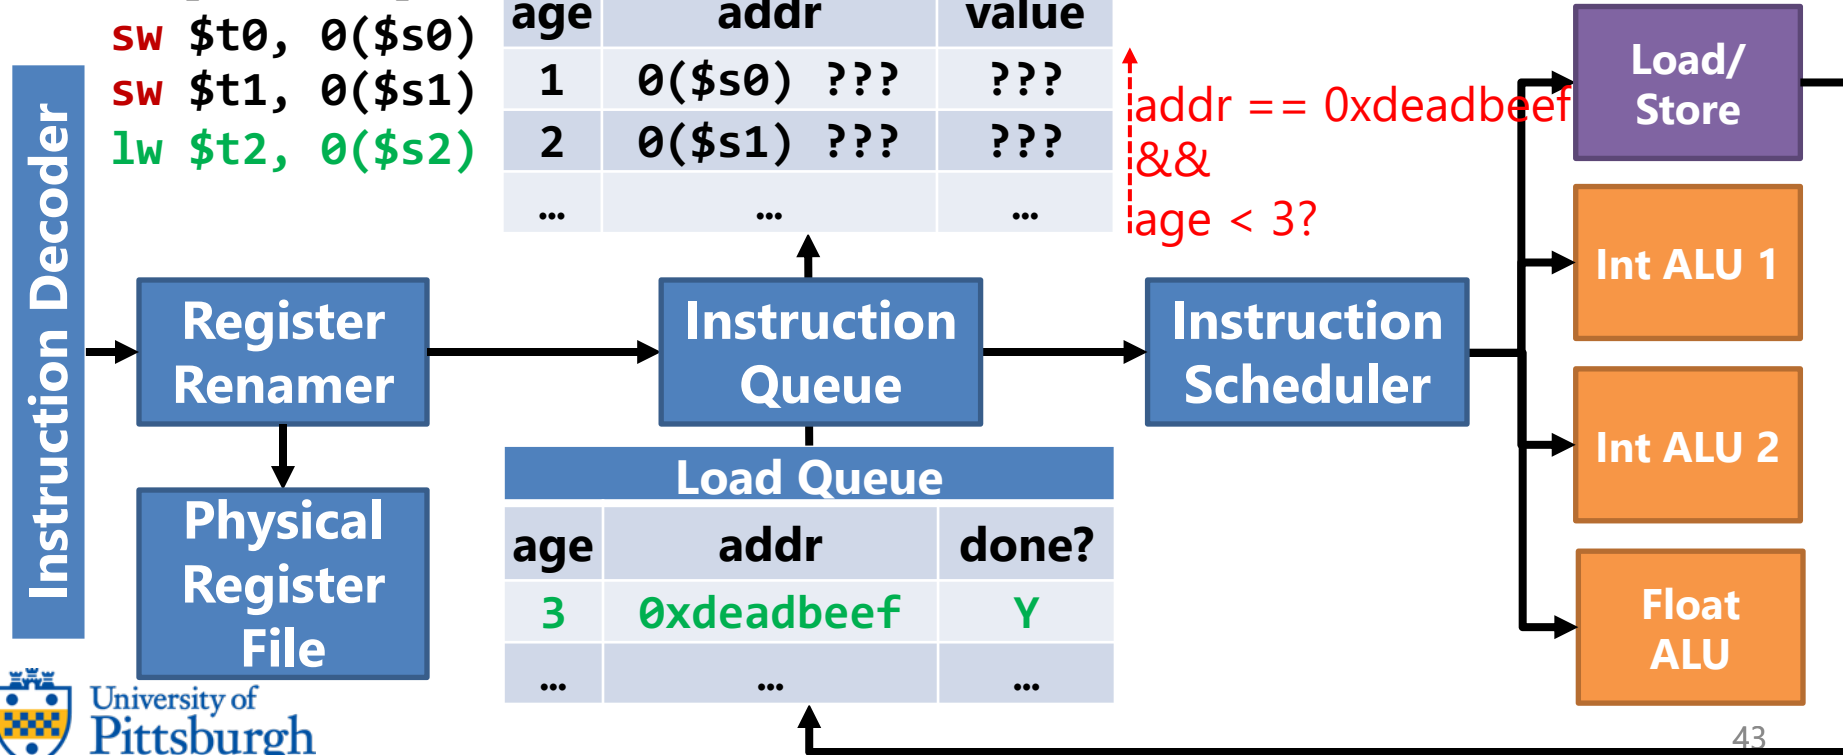 sw $t0, 0($s0)
sw $t1, 0($s1)
lw $t2, 0($s2)
age addr value
1 0($s0) ??? ???
2 0($s1) ??? ???
... ... ...
addr == 0xdeadbeef
&&
age < 3?
Instruction Decoder
Register
Renamer
Physical
Register
File
Instruction
Queue
Load Queue
age addr done?
3 0xdeadbeef Y
... ... ...
Instruction
Scheduler
Load/
Store
Int ALU 1
Int ALU 2
Float
ALU
University of
Pittsburgh
43